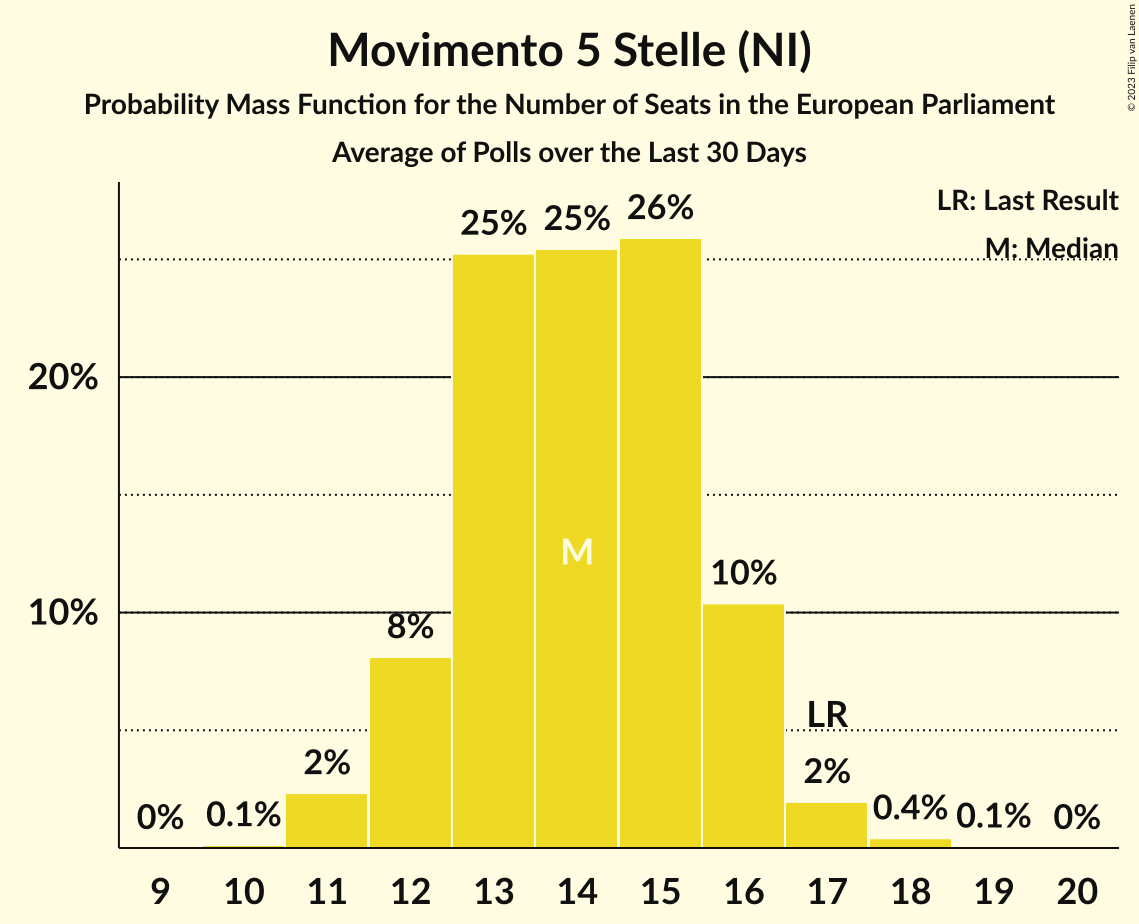 Movimento 5 Stelle (NI)
Probability Mass Function for the Number of Seats in the European Parliament
Average of Polls over the Last 30 Days
© 2023 Filip van Laenen
LR: Last Result
M: Median
25%
25%
26%
20%
M
10%
10%
8%
LR
2%
2%
0%
0.1%
0.4%
0.1%
0%
9 10 11 12 13 14 15 16 17 18 19 20